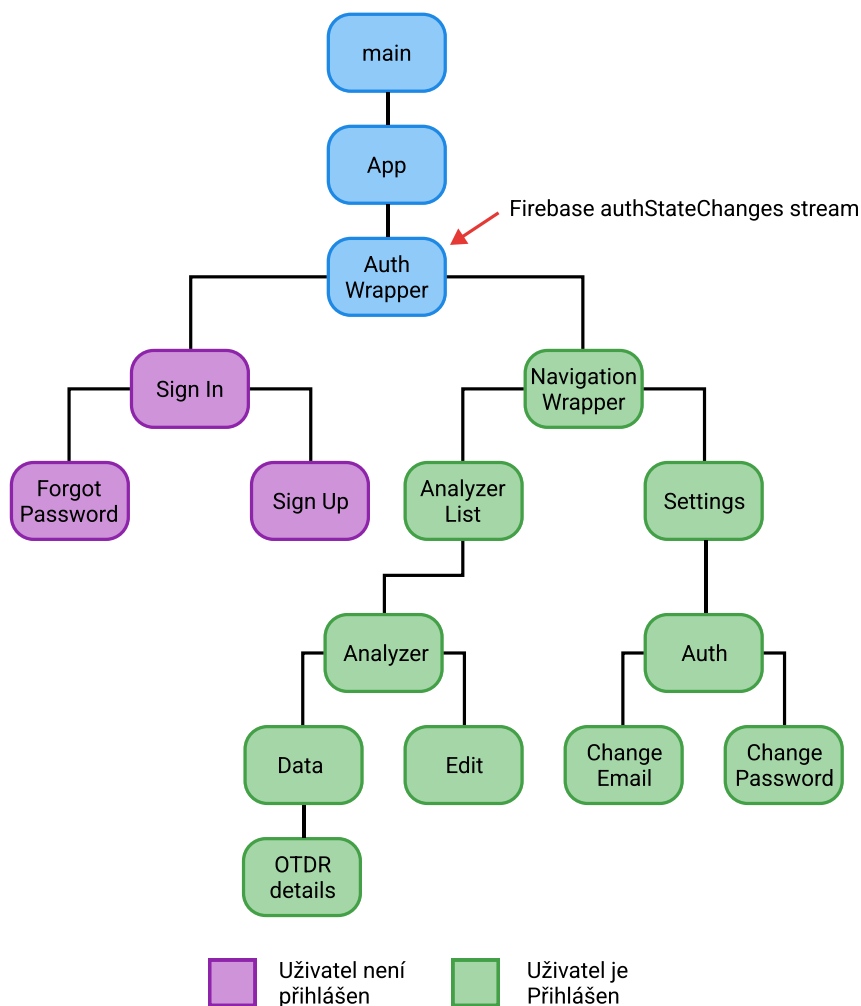 main
App
Firebase authStateChanges stream
Auth
Wrapper
Sign In
Navigation
Wrapper
Forgot
Password
Sign Up
Analyzer
List
Settings
Analyzer
Auth
Data
Edit
Change
Email
Change
Password
OTDR
details
Uživatel není
přihlášen
Uživatel je
Přihlášen